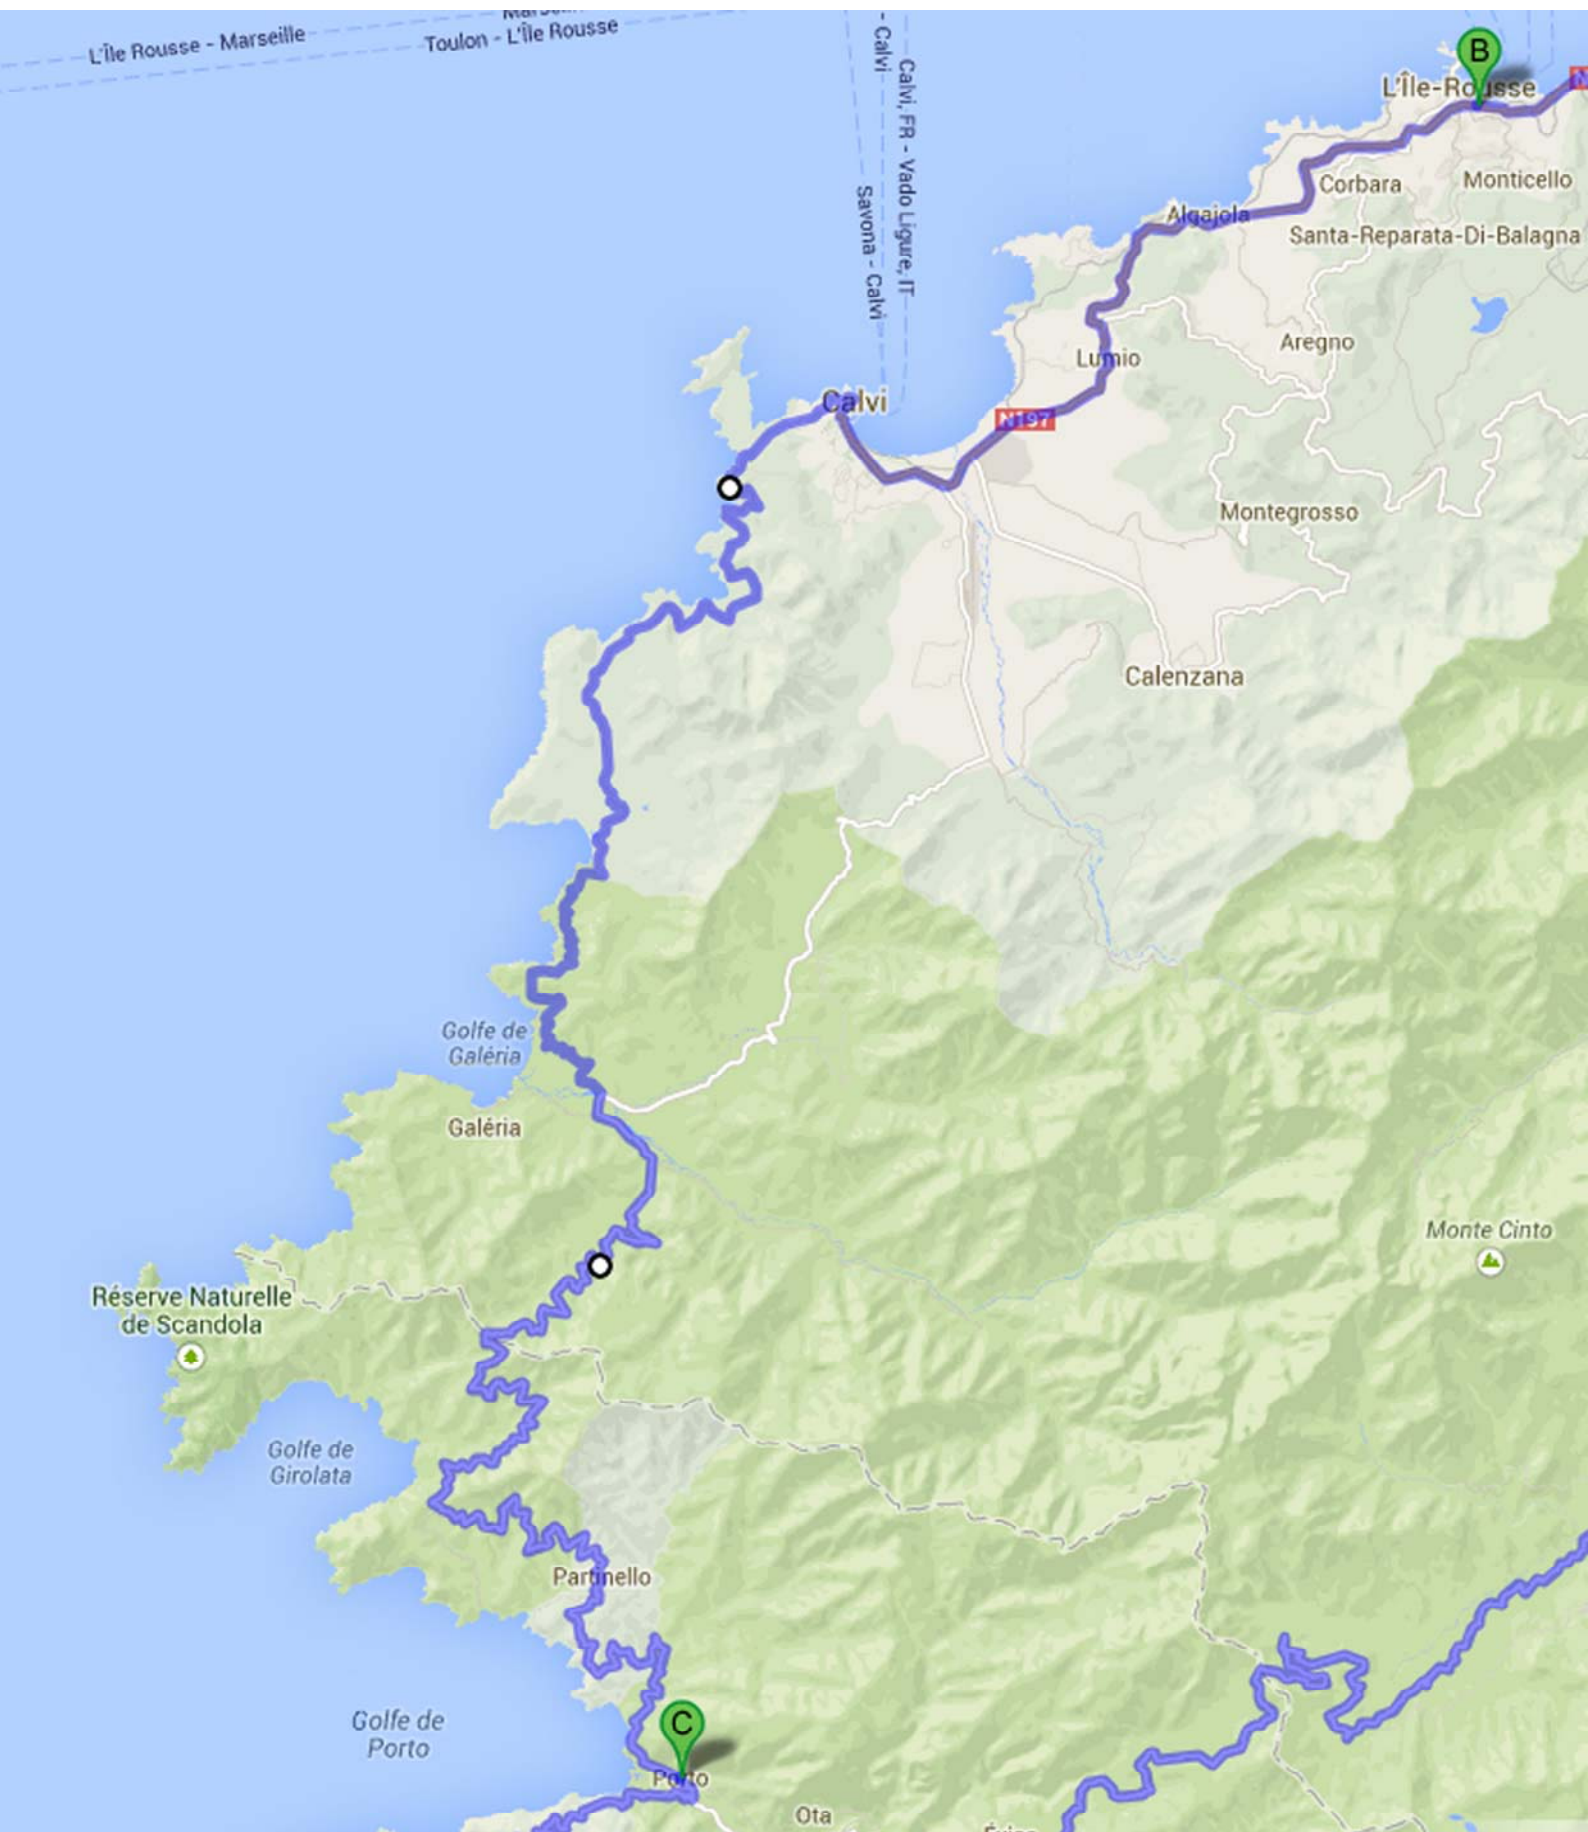 L'Île Rousse - Marseille
Toulon - L'Île Rousse
- Calvi
Calvi, FR - Vado Ligure, IT
Savona - Calvi
B
L'Île-Rousse
Corbara
Monticello
Algajola
Santa-Reparata-Di-Balagna
Aregno
Lumio
Calvi
N197
Montegrosso
Calenzana
Golfe de
Galéria
Galéria
Monte Cinto
Réserve Naturelle
de Scandola
Golfe de
Girolata
Partinello
Golfe de
Porto
C
Porto
Ota